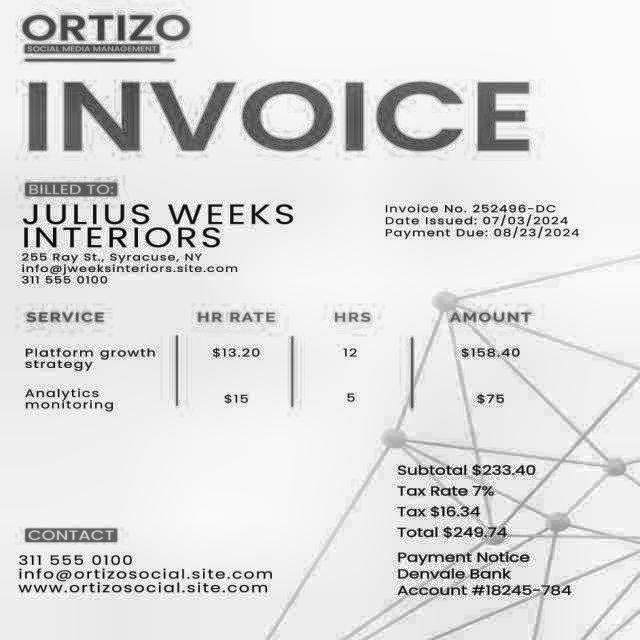 ORTIZO
SOCIAL MEDIA MANAGEMENT
INVOICE
BILLED TO:
JULIUS WEEKS
INTERIORS
255 Ray St., Syracuse, NY
info@jweeksinteriors.site.com
311 555 0100
Invoice No. 252496-DC
Date Issued: 07/03/2024
Payment Due: 08/23/2024
SERVICE HR RATE HRS AMOUNT
Platform growth strategy $13.20 12 $158.40
Analytics monitoring $15 5 $75
Subtotal $233.40
Tax Rate 7%
Tax $16.34
Total $249.74
Payment Notice
Denvale Bank
Account #18245-784
CONTACT
311 555 0100
info@ortizosocial.site.com
www.ortizosocial.site.com